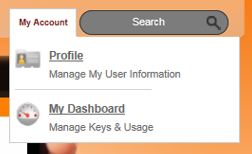 My Account Search
Profile
Manage My User Information
My Dashboard
Manage Keys & Usage